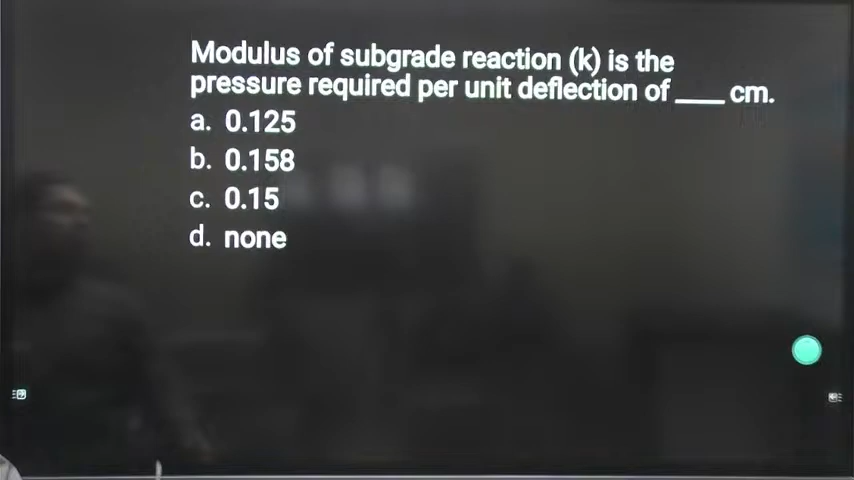 Modulus of subgrade reaction (k) is the
pressure required per unit deflection of ____ cm.
a. 0.125
b. 0.158
c. 0.15
d. none